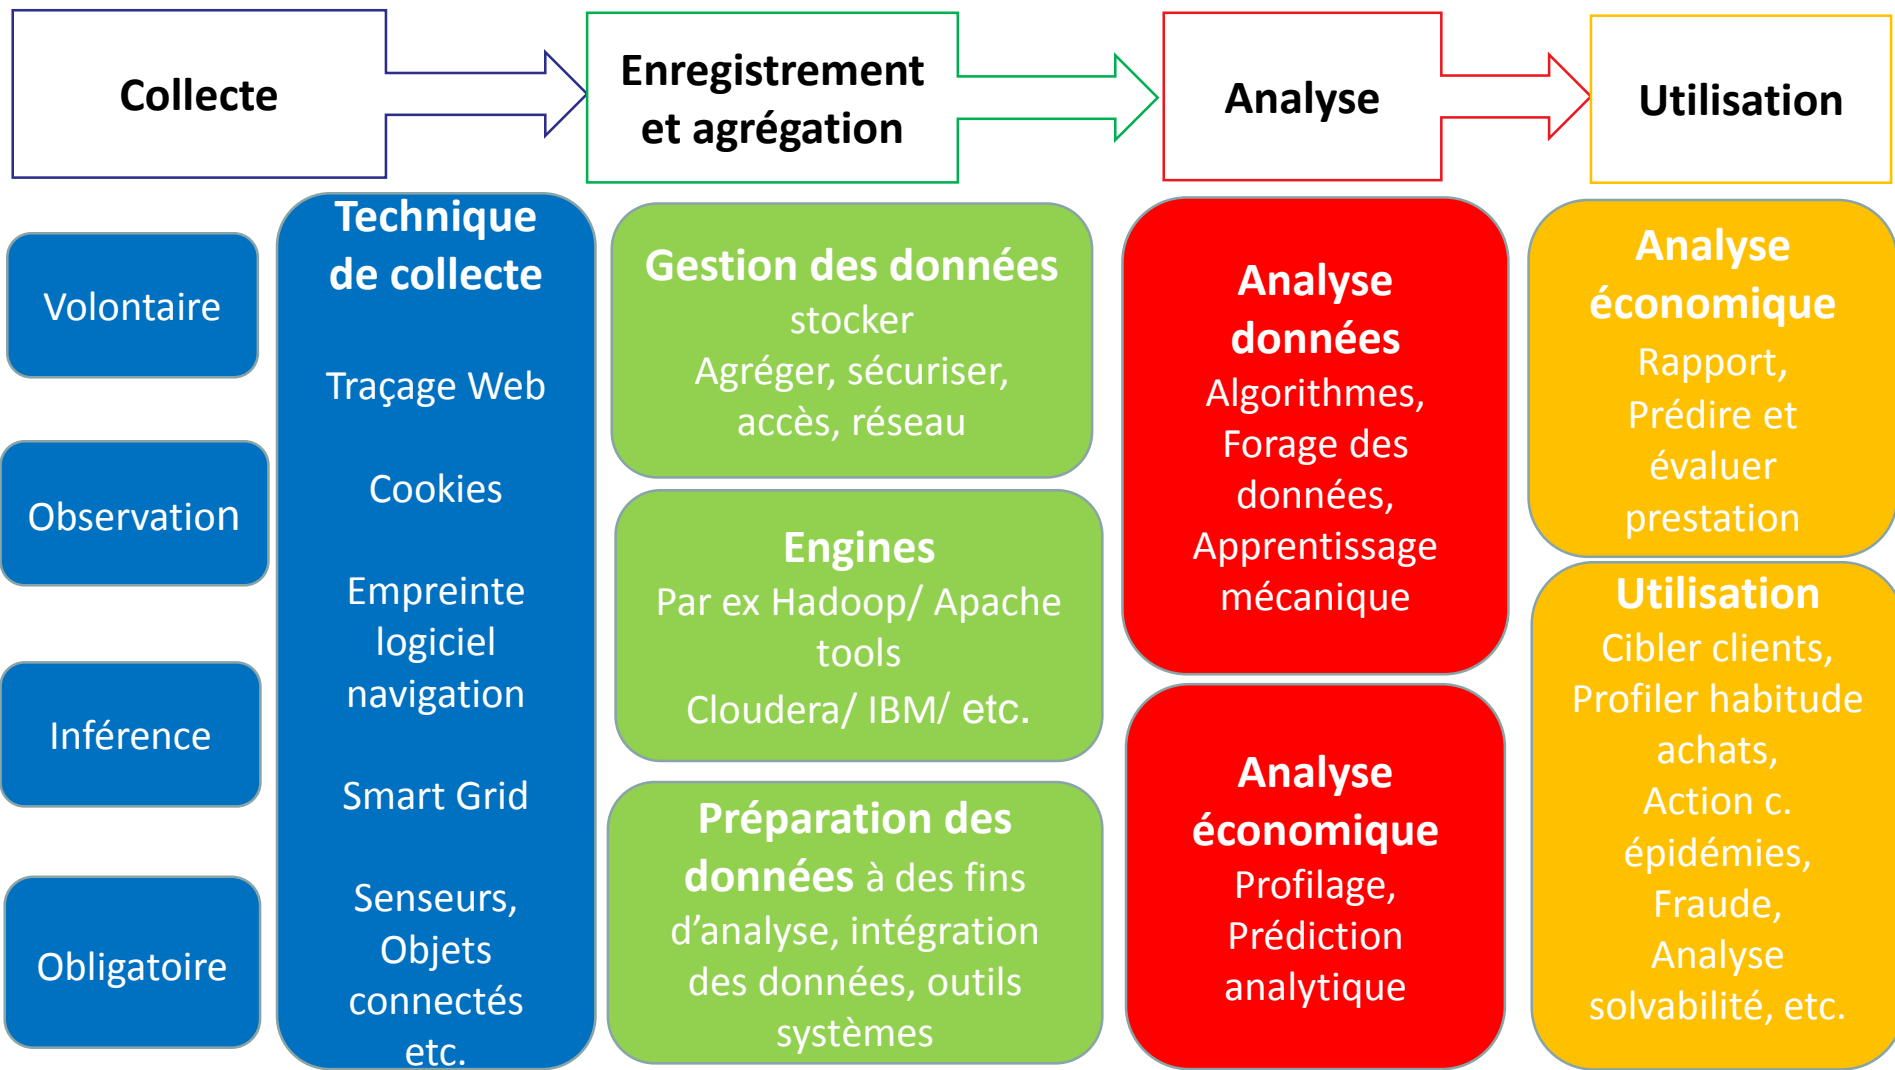 Collecte
Enregistrement
et agrégation
Analyse
Utilisation
Volontaire
Observation
Inférence
Obligatoire
Technique
de collecte
Traçage Web
Cookies
Empreinte
logiciel
navigation
Smart Grid
Senseurs,
Objets
connectés
etc.
Gestion des données
stocker
Agréger, sécuriser,
accès, réseau
Engines
Par ex Hadoop/ Apache
tools
Cloudera/ IBM/ etc.
Préparation des
données à des fins
d’analyse, intégration
des données, outils
systèmes
Analyse
données
Algorithmes,
Forage des
données,
Apprentissage
mécanique
Analyse
économique
Profilage,
Prédiction
analytique
Analyse
économique
Rapport,
Prédire et
évaluer
prestation
Utilisation
Cibler clients,
Profiler habitude
achats,
Action c.
épidémies,
Fraude,
Analyse
solvabilité, etc.